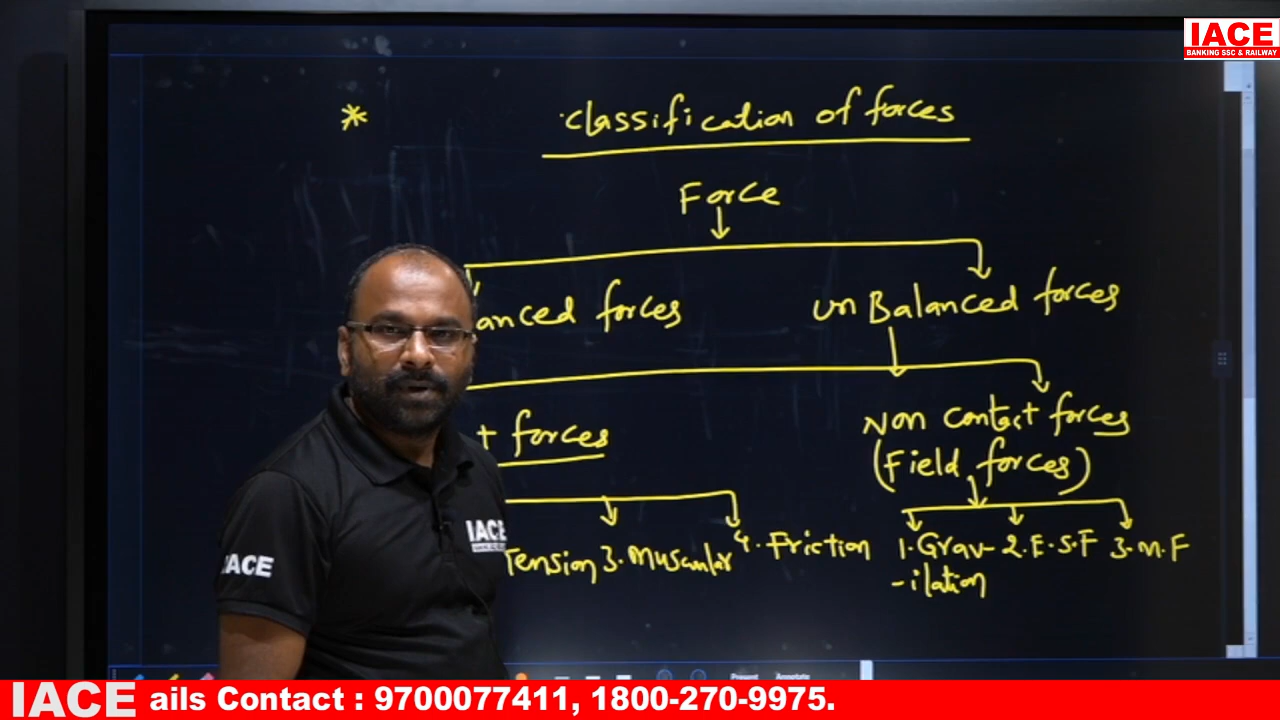 IACE
BANKING SSC & RAILWAY
* Classification of forces
Force
anced forces
un Balanced forces
t forces
Non contact forces
(Field forces)
Tension 3. Muscular 4. Friction
1. Grav- 2. E.S.F 3. M.F
-itation
IACE
IACE
Present Annotate
IACE ails Contact : 9700077411, 1800-270-9975.